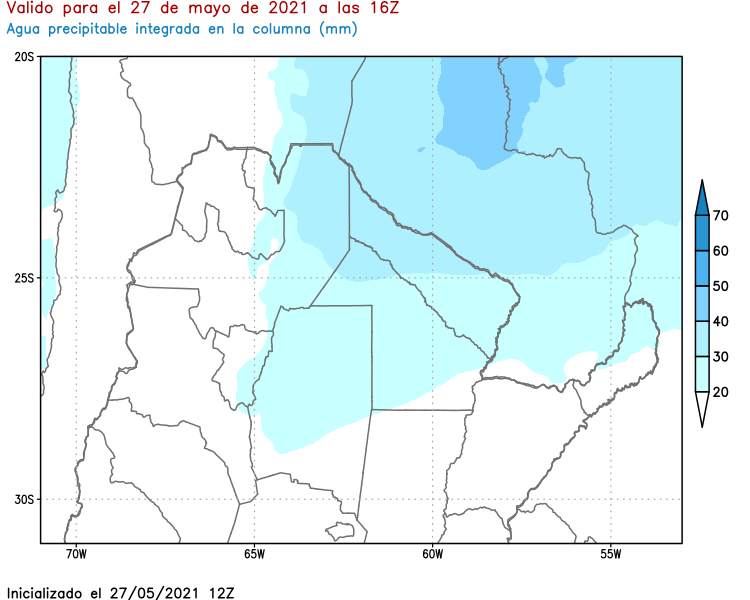 Valido para el 27 de mayo de 2021 a las 16Z
Agua precipitable integrada en la columna (mm)
20S
25S
30S
70W
65W
60W
55W
70
60
50
40
30
20
Inicializado el 27/05/2021 12Z